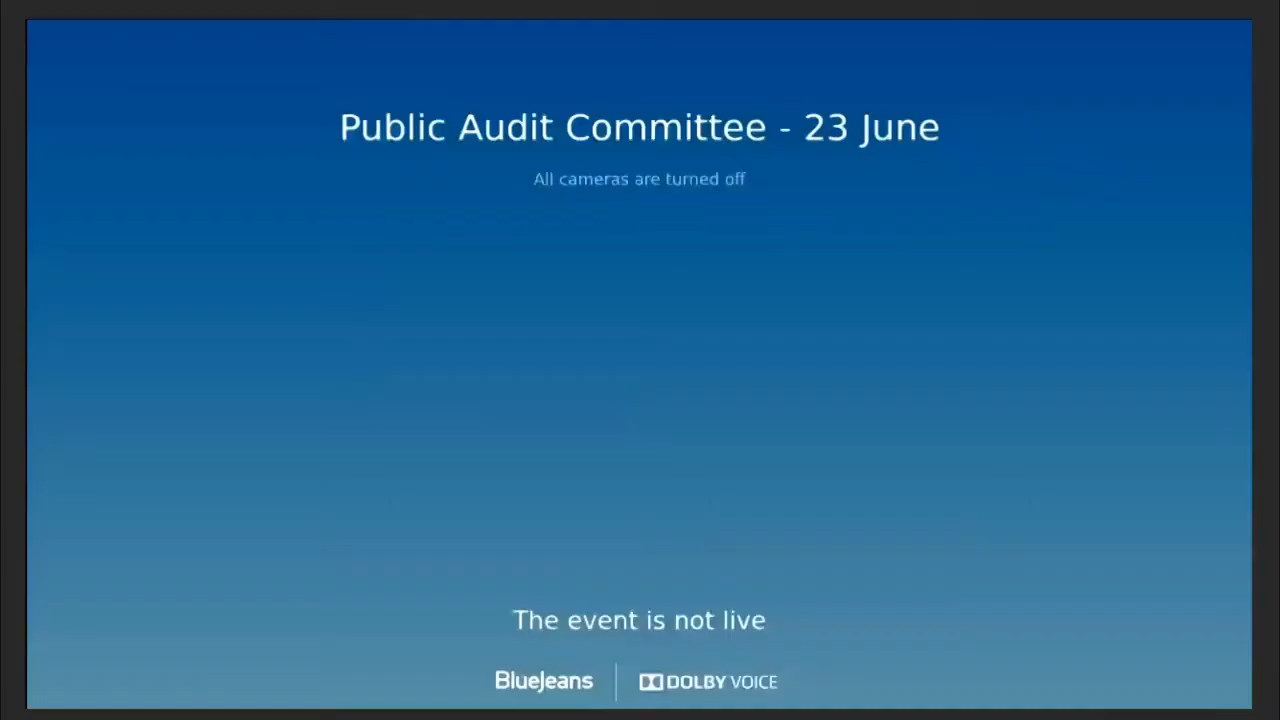 Public Audit Committee - 23 June
All cameras are turned off
The event is not live
BlueJeans DOLBY VOICE